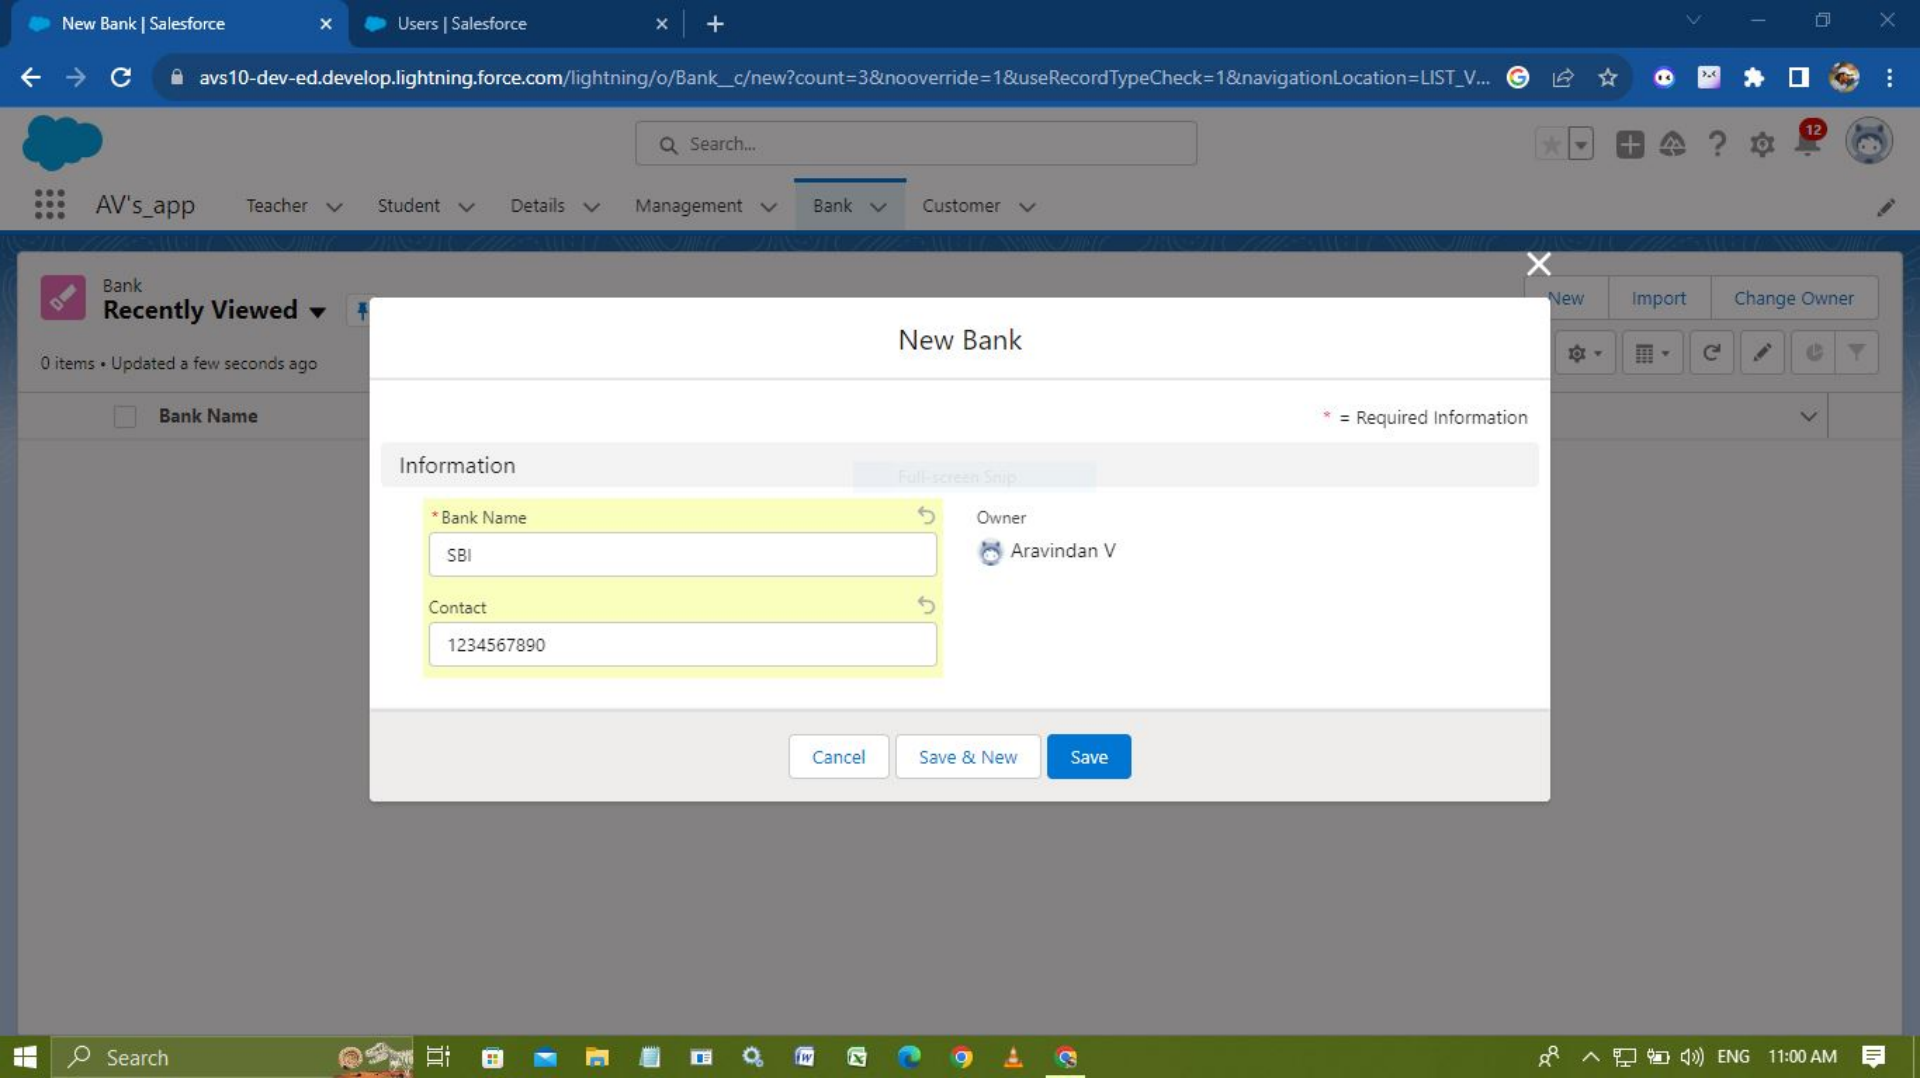 New Bank | Salesforce
Users | Salesforce
avs10-dev-ed.develop.lightning.force.com/lightning/o/Bank__c/new?count=3&nooverride=1&useRecordTypeCheck=1&navigationLocation=LIST_V...
Search...
12
AV's_app
Teacher
Student
Details
Management
Bank
Customer
Bank
Recently Viewed
New
Import
Change Owner
0 items • Updated a few seconds ago
Bank Name
New Bank
* = Required Information
Information
Full-screen Snip
*Bank Name
Owner
SBI
Aravindan V
Contact
1234567890
Cancel
Save & New
Save
Search
ENG
11:00 AM